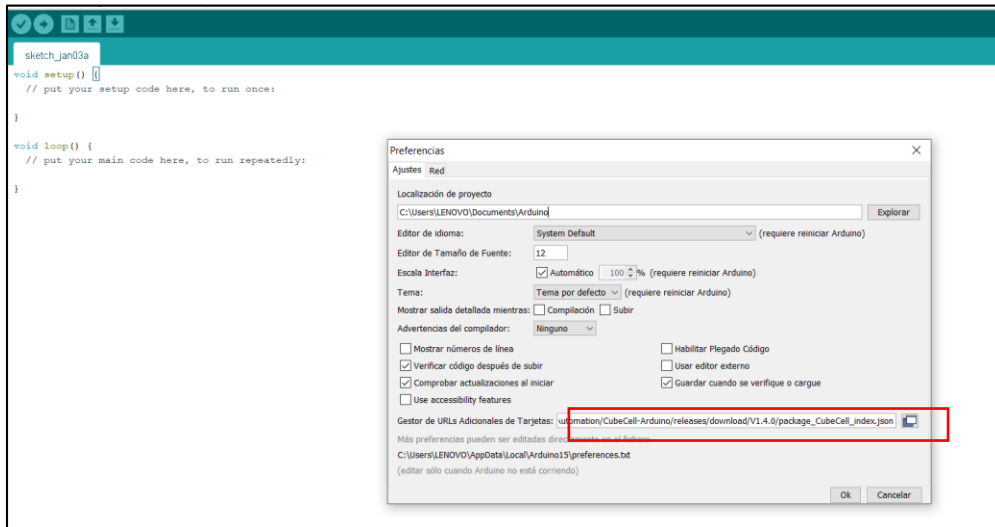 sketch_jan03a
void setup() {
// put your setup code here, to run once:
}
void loop() {
// put your main code here, to run repeatedly:
}
Preferencias
Ajustes Red
Localización de proyecto
C:\Users\LENOVO\Documents\Arduino Explorar
Editor de idioma: System Default (requiere reiniciar Arduino)
Editor de Tamaño de Fuente: 12
Escala Interfaz: Automático 100 % (requiere reiniciar Arduino)
Tema: Tema por defecto (requiere reiniciar Arduino)
Mostrar salida detallada mientras: Compilación Subir
Advertencias del compilador: Ninguno
Mostrar números de línea Habilitar Plegado Código
Verificar código después de subir Usar editor externo
Comprobar actualizaciones al iniciar Guardar cuando se verifique o cargue
Use accessibility features
Gestor de URLs Adicionales de Tarjetas: utomation/CubeCell-Arduino/releases/download/V1.4.0/package_CubeCell_index.json
Más preferencias pueden ser editadas directamente en el fichero
C:\Users\LENOVO\AppData\Local\Arduino15\preferences.txt
(editar sólo cuando Arduino no está corriendo)
Ok Cancelar